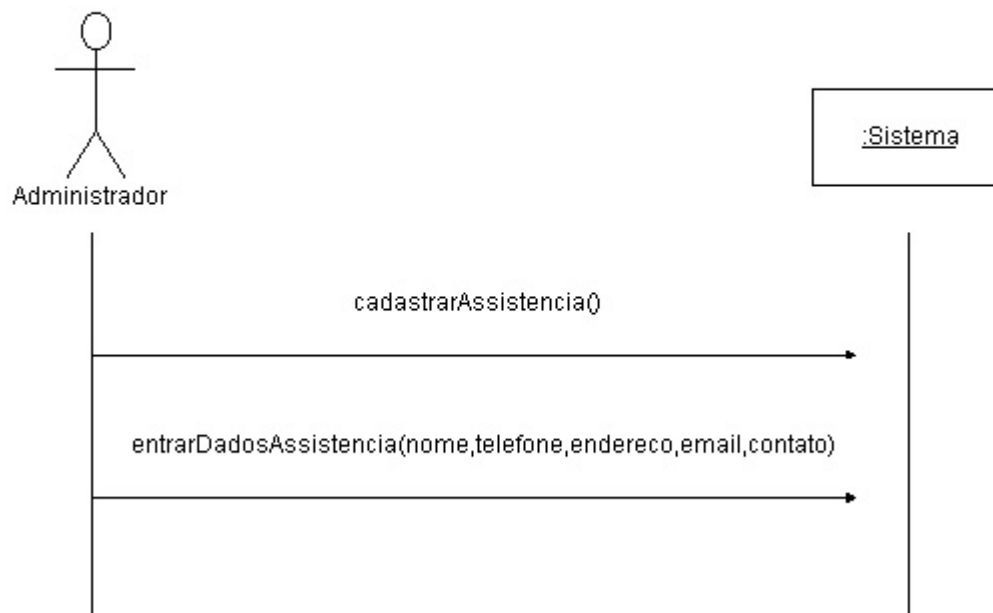 :Sistema
Administrador
cadastrarAssistencia()
entrarDadosAssistencia(nome,telefone,endereco,email,contato)